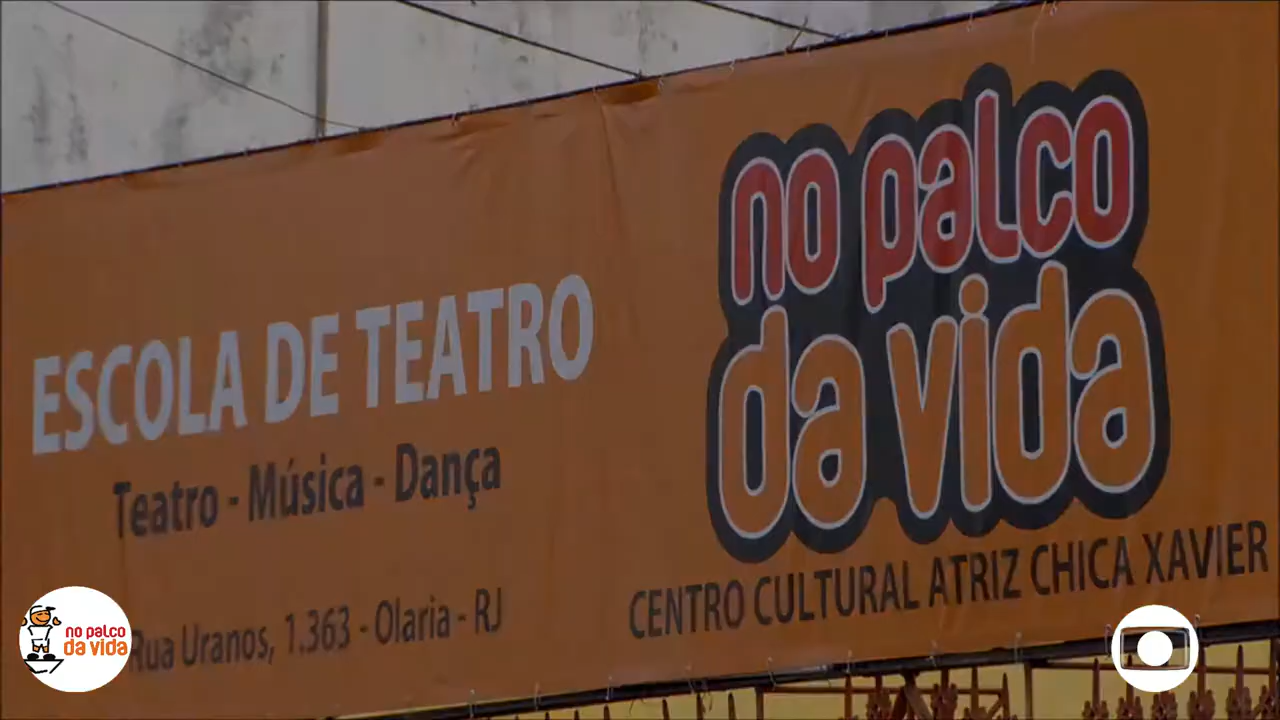 no palco
da vida
ESCOLA DE TEATRO
Teatro - Música - Dança
Rua Uranos, 1.363 - Olaria - RJ
CENTRO CULTURAL ATRIZ CHICA XAVIER
no palco
da vida